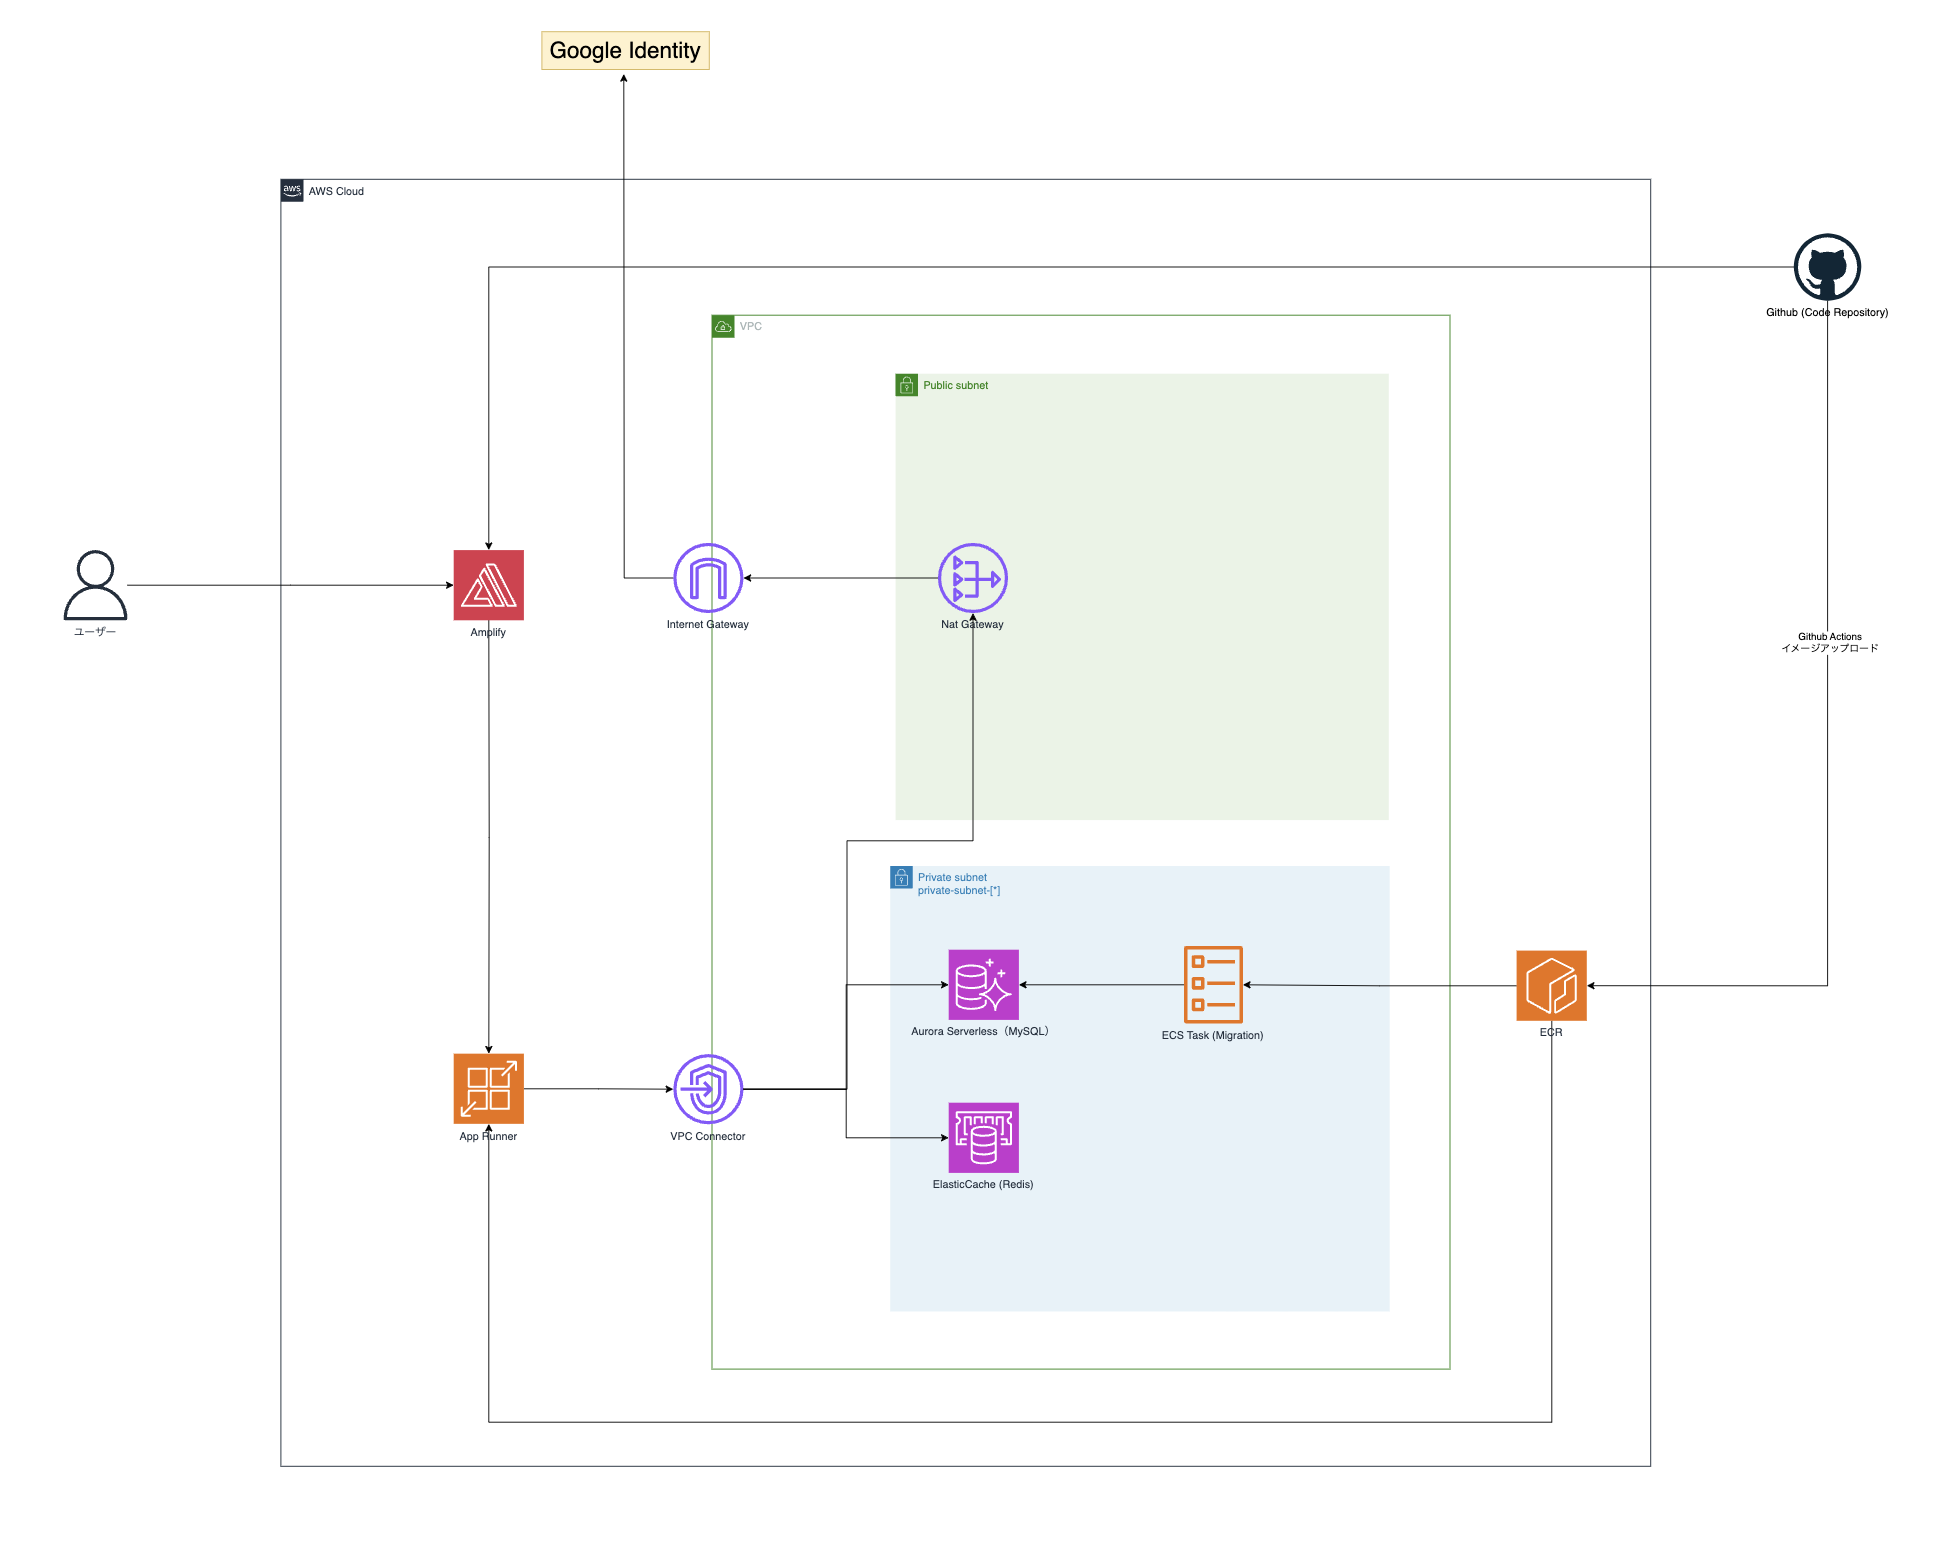 Google Identity
aws
AWS Cloud
Github (Code Repository)
VPC
Public subnet
ユーザー
Amplify
Internet Gateway
Nat Gateway
Github Actions
イメージアップロード
Private subnet
private-subnet-[*]
Aurora Serverless（MySQL）
ECS Task (Migration)
ECR
App Runner
VPC Connector
ElasticCache (Redis)